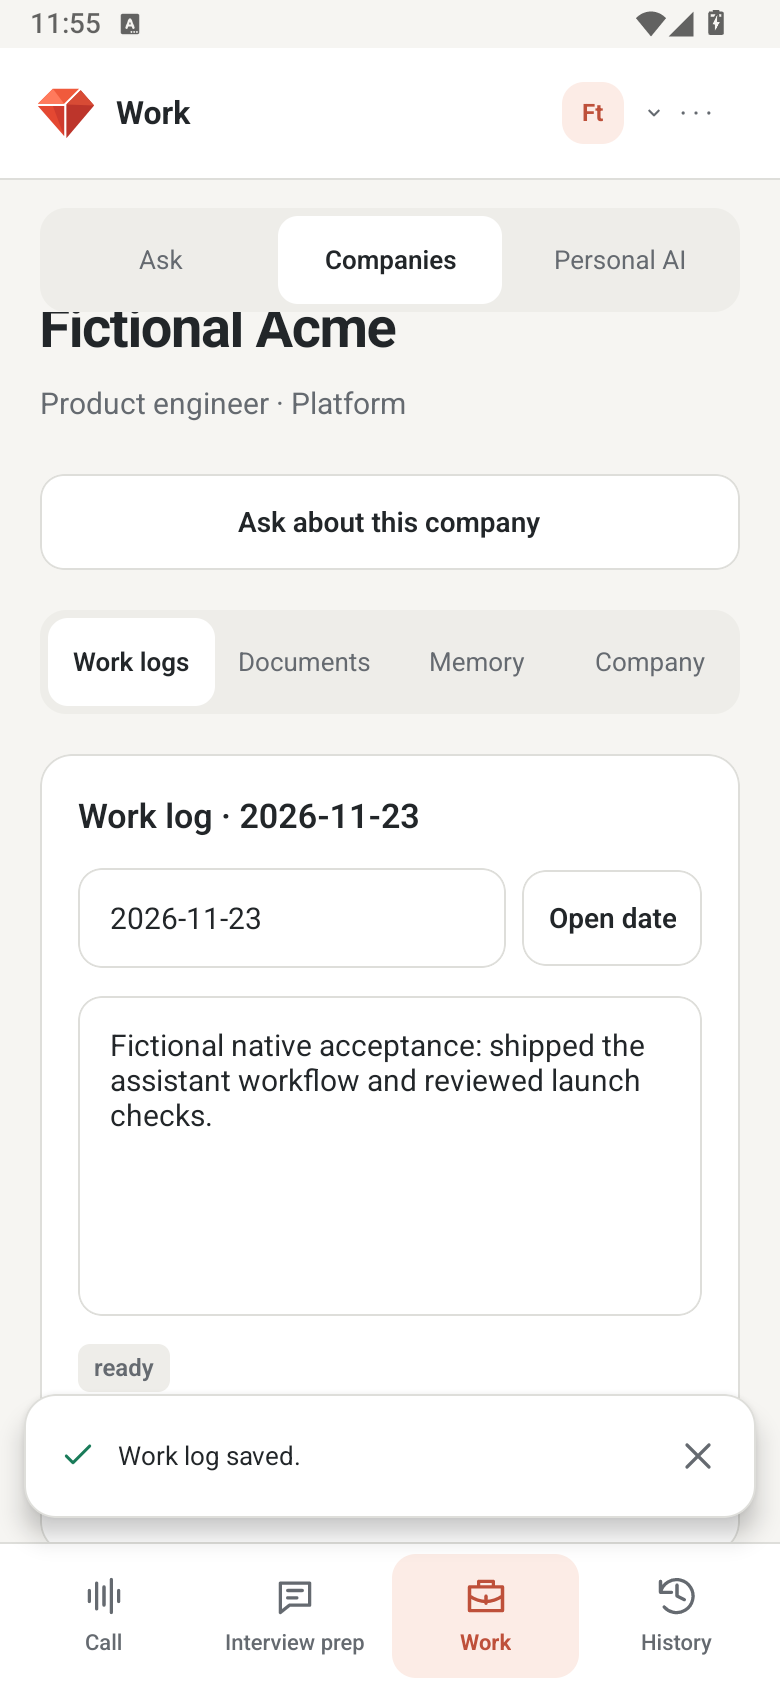 11:55
A
Work
Ft
Ask
Companies
Personal AI
Fictional Acme
Product engineer · Platform
Ask about this company
Work logs
Documents
Memory
Company
Work log · 2026-11-23
2026-11-23
Open date
Fictional native acceptance: shipped the
assistant workflow and reviewed launch
checks.
ready
Work log saved.
Call
Interview prep
Work
History